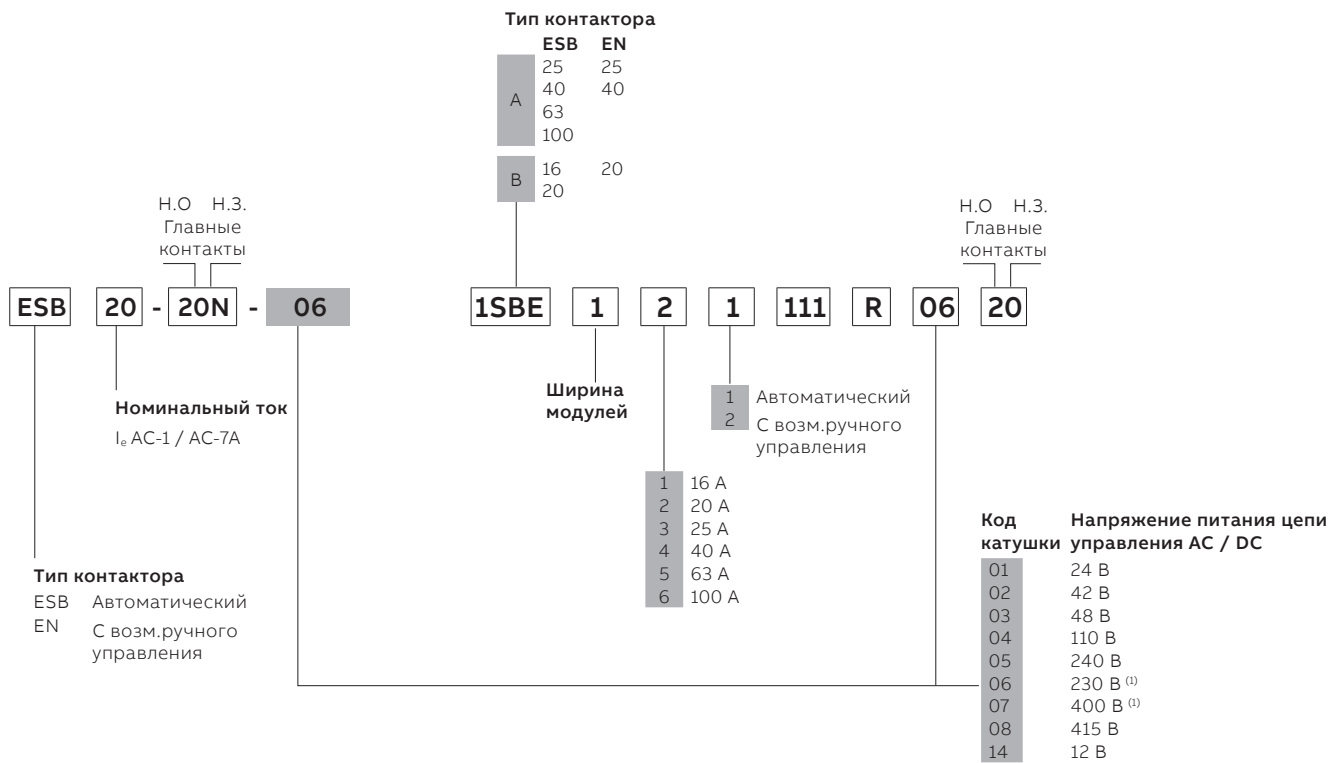 Тип контактора
ESB EN
A
25 25
40 40
63
100
B
16 20
20
Н.О Н.З.
Главные
контакты
Н.О Н.З.
Главные
контакты
ESB 20 - 20N - 06 1SBE 1 2 1 111 R 06 20
Номинальный ток
Iₑ AC-1 / AC-7A
Ширина
модулей
1 Автоматический
2 С возм.ручного
управления
1 16 A
2 20 A
3 25 A
4 40 A
5 63 A
6 100 A
Тип контактора
ESB Автоматический
EN С возм.ручного
управления
Код Напряжение питания цепи
катушки управления AC / DC
01 24 В
02 42 В
03 48 В
04 110 В
05 240 В
06 230 В ⁽¹⁾
07 400 В ⁽¹⁾
08 415 В
14 12 В